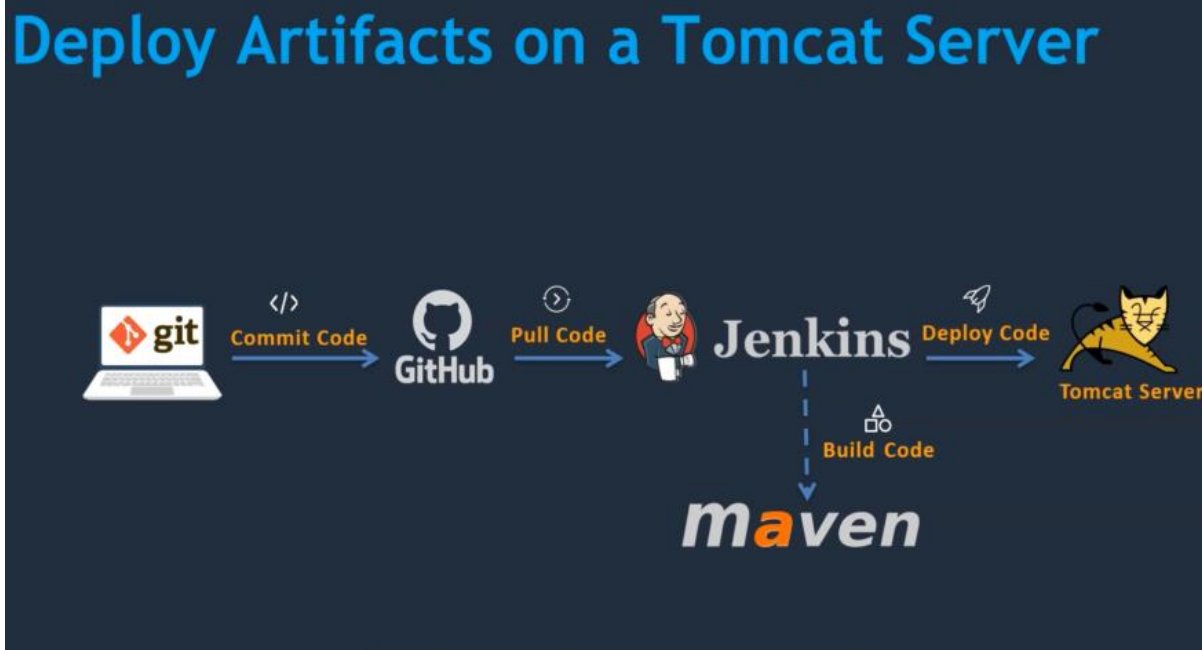 Deploy Artifacts on a Tomcat Server
</>
git
Commit Code
GitHub
Pull Code
Jenkins
Deploy Code
Tomcat Server
Build Code
maven